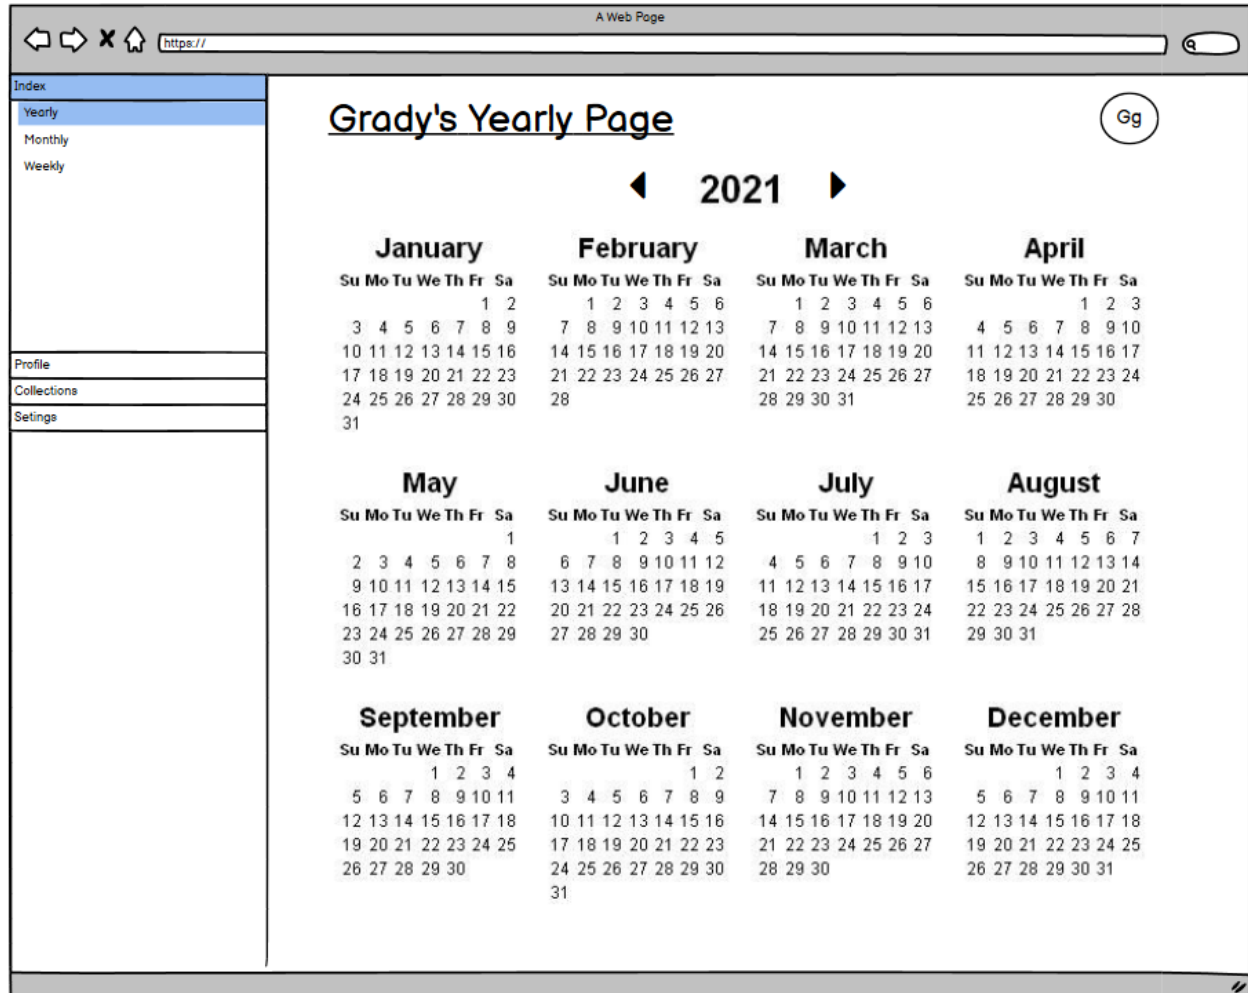 A Web Page
https://
Index
Yearly
Monthly
Weekly
Profile
Collections
Setings
Grady's Yearly Page
Gg
2021
January February March April
Su Mo Tu We Th Fr Sa Su Mo Tu We Th Fr Sa Su Mo Tu We Th Fr Sa Su Mo Tu We Th Fr Sa
1 2 1 2 3 4 5 6 1 2 3 4 5 6 1 2 3
3 4 5 6 7 8 9 7 8 9 10 11 12 13 7 8 9 10 11 12 13 4 5 6 7 8 9 10
10 11 12 13 14 15 16 14 15 16 17 18 19 20 14 15 16 17 18 19 20 11 12 13 14 15 16 17
17 18 19 20 21 22 23 21 22 23 24 25 26 27 21 22 23 24 25 26 27 18 19 20 21 22 23 24
24 25 26 27 28 29 30 28 28 29 30 31 25 26 27 28 29 30
31
May June July August
Su Mo Tu We Th Fr Sa Su Mo Tu We Th Fr Sa Su Mo Tu We Th Fr Sa Su Mo Tu We Th Fr Sa
1 1 2 3 4 5 1 2 3 1 2 3 4 5 6 7
2 3 4 5 6 7 8 6 7 8 9 10 11 12 4 5 6 7 8 9 10 8 9 10 11 12 13 14
9 10 11 12 13 14 15 13 14 15 16 17 18 19 11 12 13 14 15 16 17 15 16 17 18 19 20 21
16 17 18 19 20 21 22 20 21 22 23 24 25 26 18 19 20 21 22 23 24 22 23 24 25 26 27 28
23 24 25 26 27 28 29 27 28 29 30 25 26 27 28 29 30 31 29 30 31
30 31
September October November December
Su Mo Tu We Th Fr Sa Su Mo Tu We Th Fr Sa Su Mo Tu We Th Fr Sa Su Mo Tu We Th Fr Sa
1 2 3 4 1 2 1 2 3 4 5 6 1 2 3 4
5 6 7 8 9 10 11 3 4 5 6 7 8 9 7 8 9 10 11 12 13 5 6 7 8 9 10 11
12 13 14 15 16 17 18 10 11 12 13 14 15 16 14 15 16 17 18 19 20 12 13 14 15 16 17 18
19 20 21 22 23 24 25 17 18 19 20 21 22 23 21 22 23 24 25 26 27 19 20 21 22 23 24 25
26 27 28 29 30 24 25 26 27 28 29 30 28 29 30 26 27 28 29 30 31
31